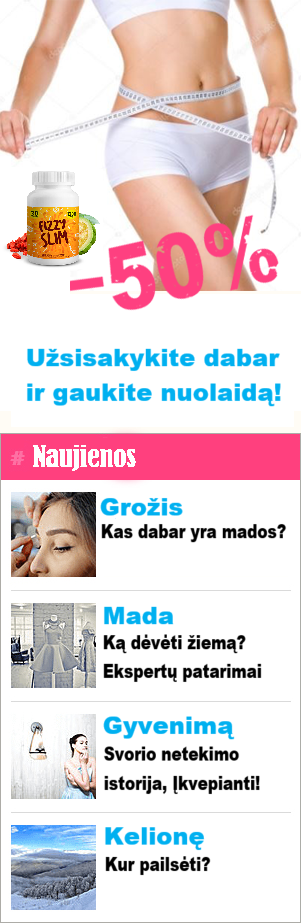 FIZZY
SLIM
-50%
Užsisakykite dabar
ir gaukite nuolaidą!
# Naujienos
Grožis
Kas dabar yra mados?
Mada
Ką dėvėti žiemą?
Ekspertų patarimai
Gyvenimą
Svorio netekimo
istorija, Įkvepianti!
Kelionę
Kur pailsėti?